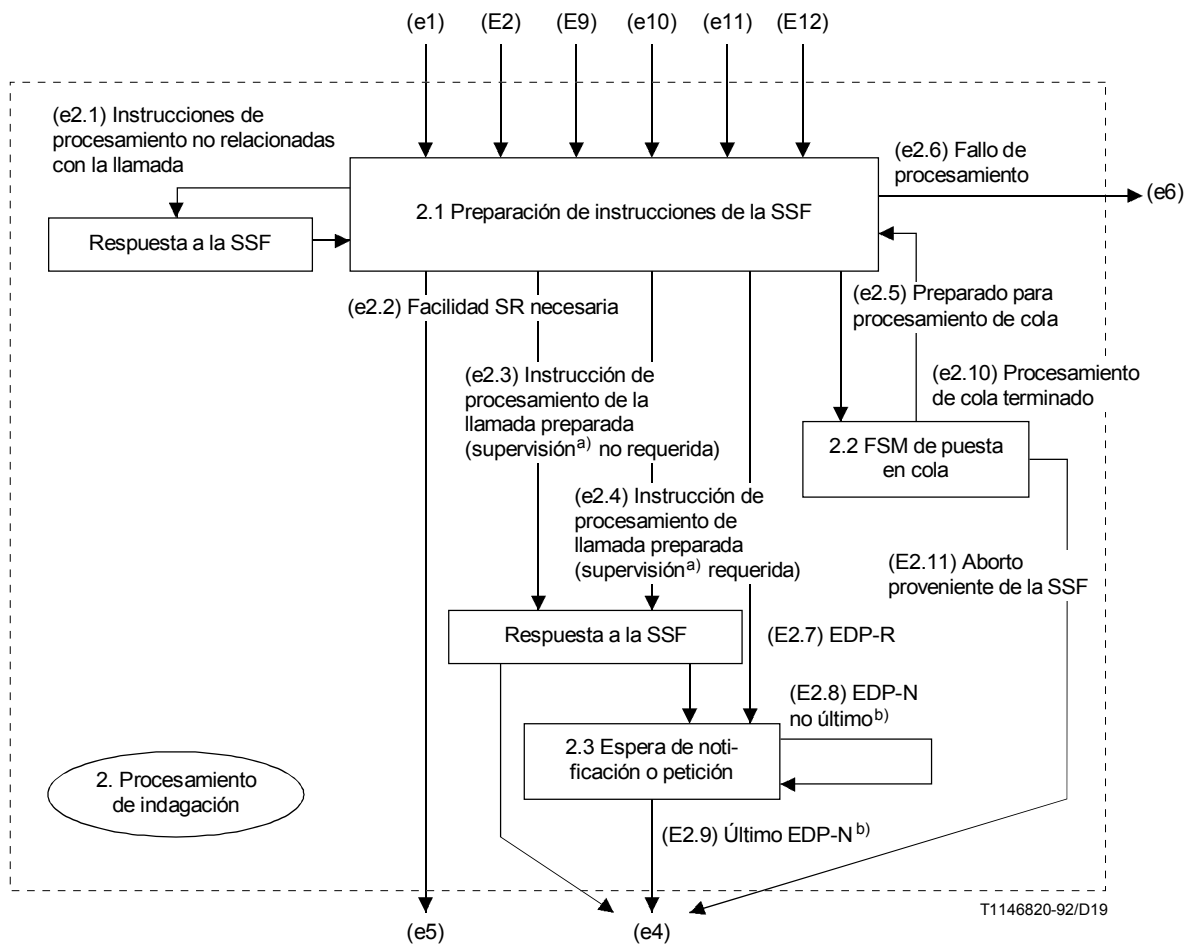 (e1) (E2) (E9) (e10) (e11) (E12)
(e2.1) Instrucciones de
procesamiento no relacionadas
con la llamada
(e2.6) Fallo de
procesamiento
(e6)
2.1 Preparación de instrucciones de la SSF
Respuesta a la SSF
(e2.2) Facilidad SR necesaria
(e2.5) Preparado para
procesamiento de cola
(e2.3) Instrucción de
procesamiento de la
llamada preparada
(supervisión a) no requerida)
(e2.10) Procesamiento
de cola terminado
2.2 FSM de puesta
en cola
(e2.4) Instrucción de
procesamiento de
llamada preparada
(supervisión a) requerida)
(E2.11) Aborto
proveniente de la SSF
Respuesta a la SSF
(E2.7) EDP-R
(E2.8) EDP-N
no último b)
2.3 Espera de noti-
ficación o petición
2. Procesamiento
de indagación
(E2.9) Último EDP-N b)
T1146820-92/D19
(e5) (e4)